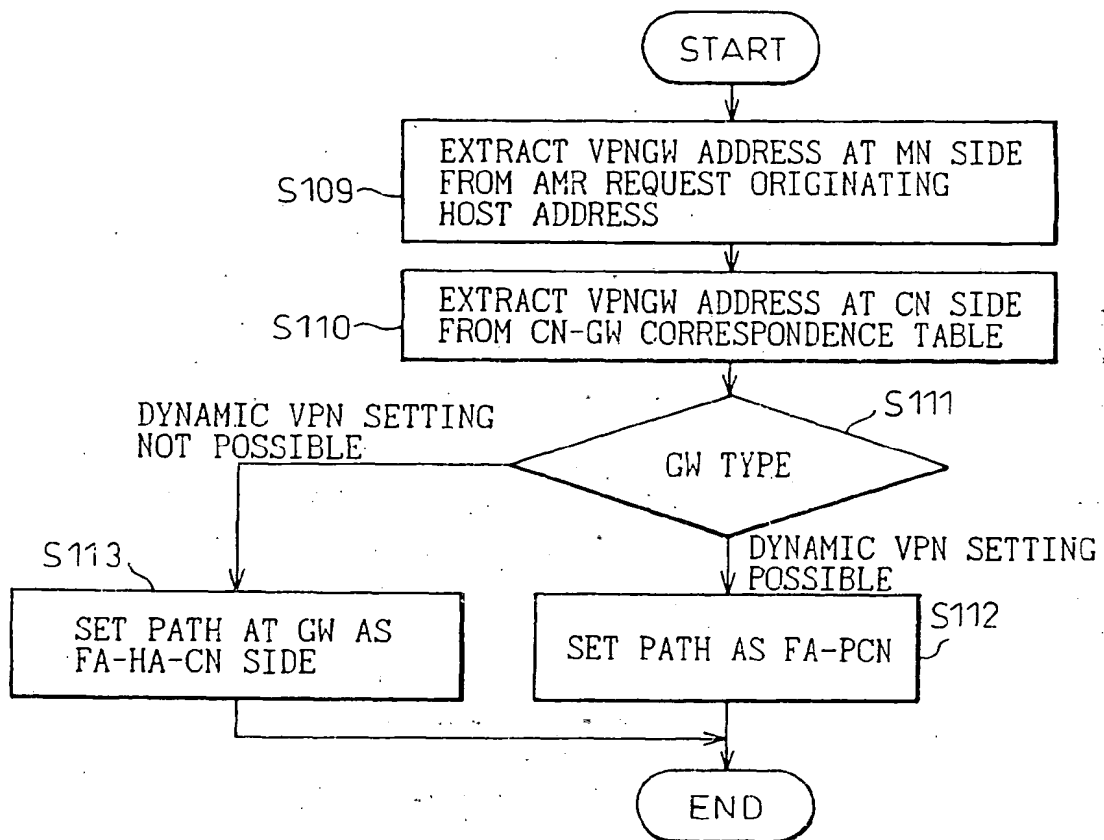 START
EXTRACT VPNGW ADDRESS AT MN SIDE
FROM AMR REQUEST ORIGINATING
HOST ADDRESS
S109
EXTRACT VPNGW ADDRESS AT CN SIDE
FROM CN-GW CORRESPONDENCE TABLE
S110
S111
GW TYPE
DYNAMIC VPN SETTING
NOT POSSIBLE
DYNAMIC VPN SETTING
POSSIBLE
S113
SET PATH AT GW AS
FA-HA-CN SIDE
S112
SET PATH AS FA-PCN
END